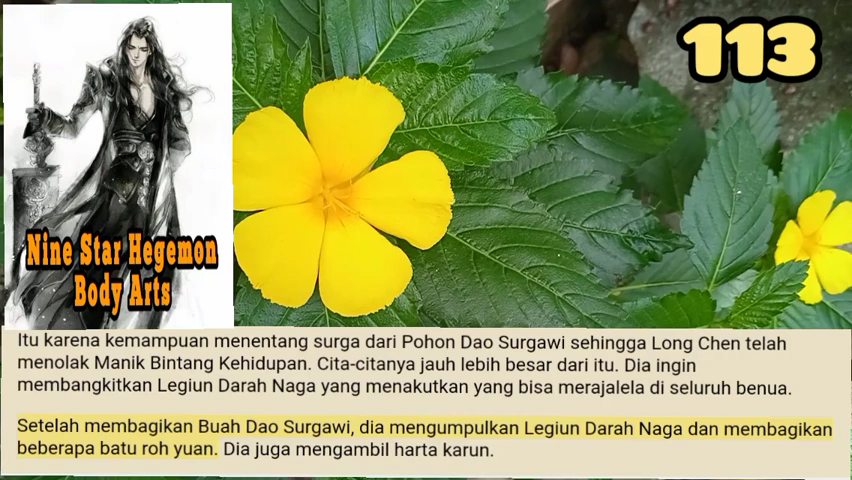 113
Nine Star Hegemon
Body Arts
Itu karena kemampuan menentang surga dari Pohon Dao Surgawi sehingga Long Chen telah
menolak Manik Bintang Kehidupan. Cita-citanya jauh lebih besar dari itu. Dia ingin
membangkitkan Legiun Darah Naga yang menakutkan yang bisa merajalela di seluruh benua.
Setelah membagikan Buah Dao Surgawi, dia mengumpulkan Legiun Darah Naga dan membagikan
beberapa batu roh yuan. Dia juga mengambil harta karun.